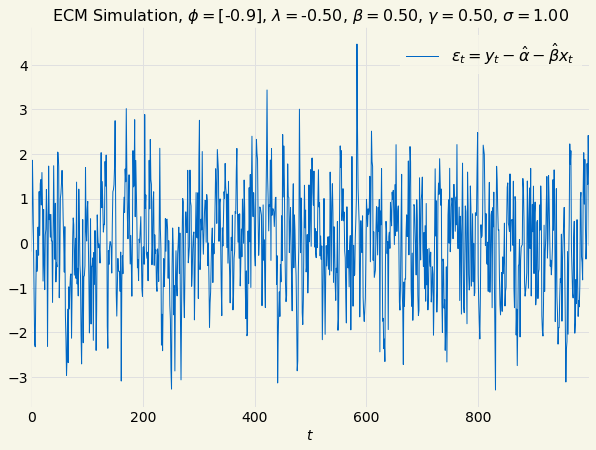 ECM Simulation, ϕ = [-0.9], λ = -0.50, β = 0.50, γ = 0.50, σ = 1.00
εₜ = yₜ − α̂ − β̂xₜ
4
3
2
1
0
−1
−2
−3
0 200 400 600 800
t